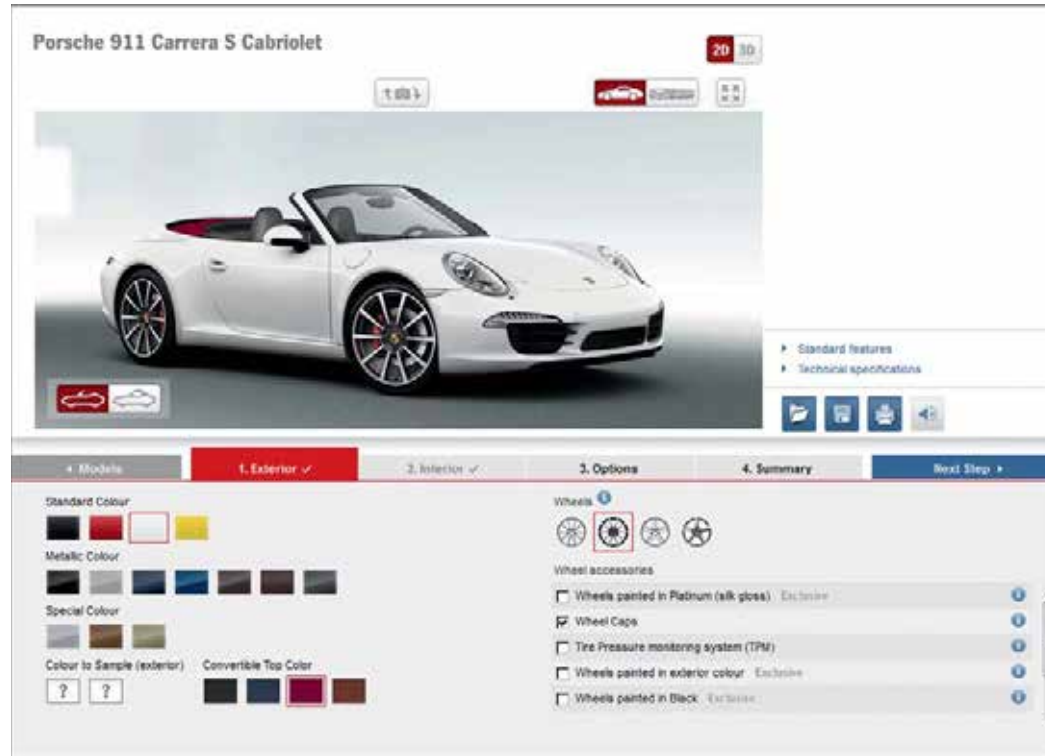 Porsche 911 Carrera S Cabriolet
2D 3D
Standard features
Technical specifications
Models
1. Exterior ✓
2. Interior ✓
3. Options
4. Summary
Next Step
Standard Colour
Metallic Colour
Special Colour
Colour to Sample (exterior)
Convertible Top Color
? ?
Wheels
Wheel accessories
Wheels painted in Platinum (silk gloss) Exclusive
Wheel Caps
Tire Pressure monitoring system (TPM)
Wheels painted in exterior colour Exclusive
Wheels painted in Black Exclusive